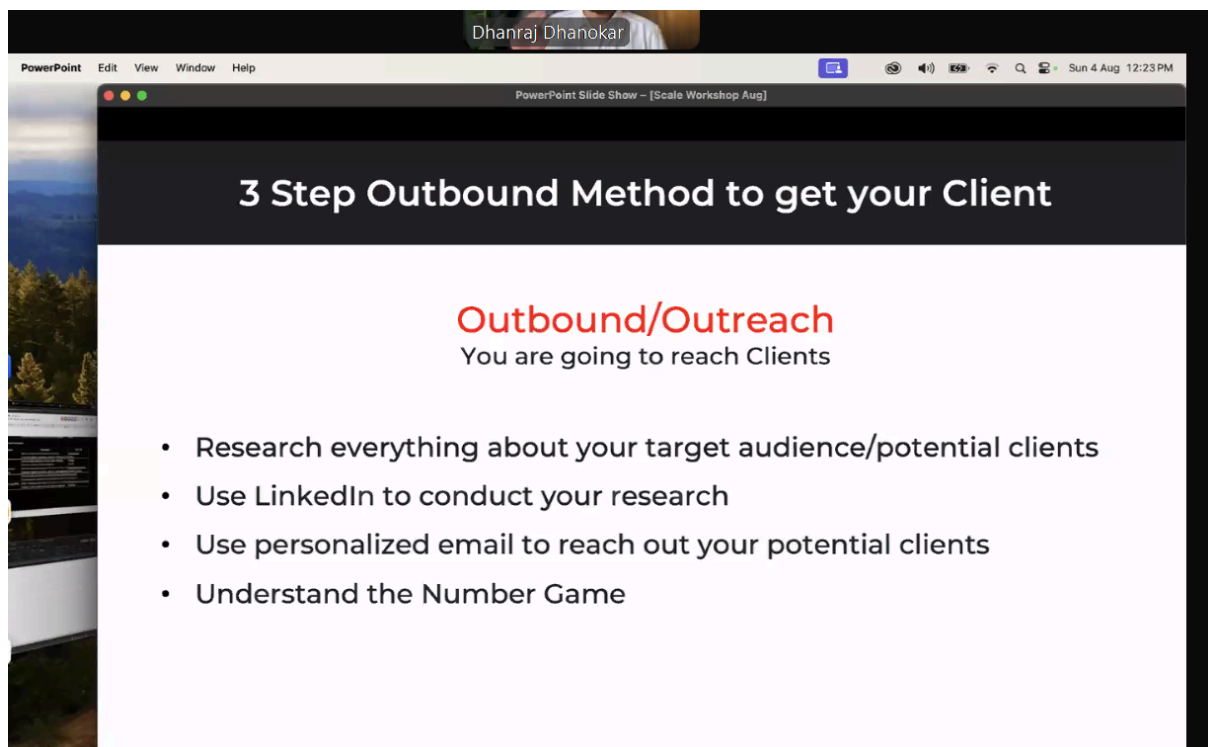 Dhanraj Dhanokar
PowerPoint Edit View Window Help Sun 4 Aug 12:23 PM
PowerPoint Slide Show – [Scale Workshop Aug]
3 Step Outbound Method to get your Client
Outbound/Outreach
You are going to reach Clients
• Research everything about your target audience/potential clients
• Use LinkedIn to conduct your research
• Use personalized email to reach out your potential clients
• Understand the Number Game